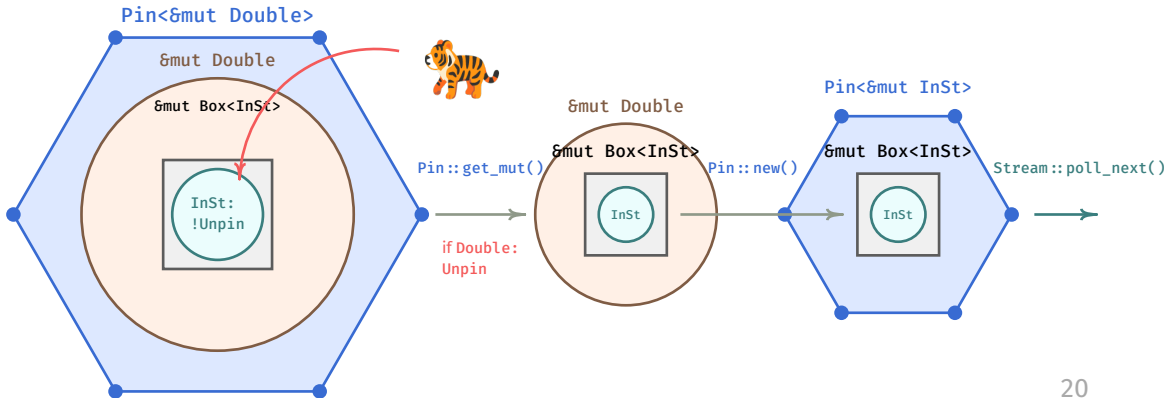 Pin<&mut Double>
&mut Double
&mut Box<InSt>
InSt:
!Unpin
Pin::get_mut()
if Double:
Unpin
&mut Double
&mut Box<InSt>
InSt
Pin::new()
Pin<&mut InSt>
&mut Box<InSt>
InSt
Stream::poll_next()
20